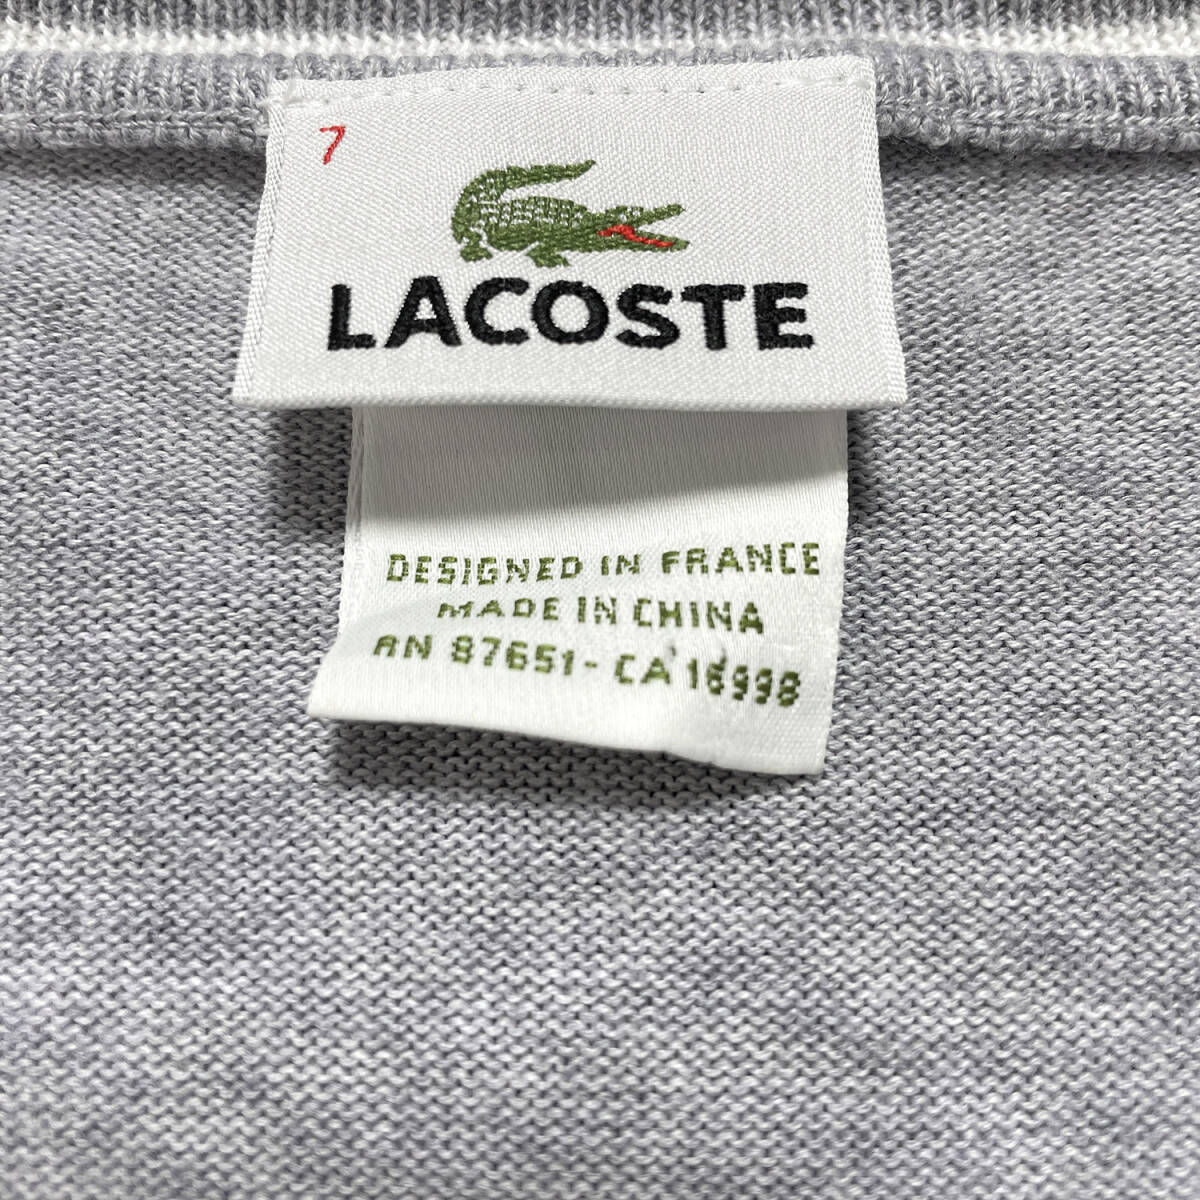 7
LACOSTE
DESIGNED IN FRANCE
MADE IN CHINA
RN 87651 - CA 16998